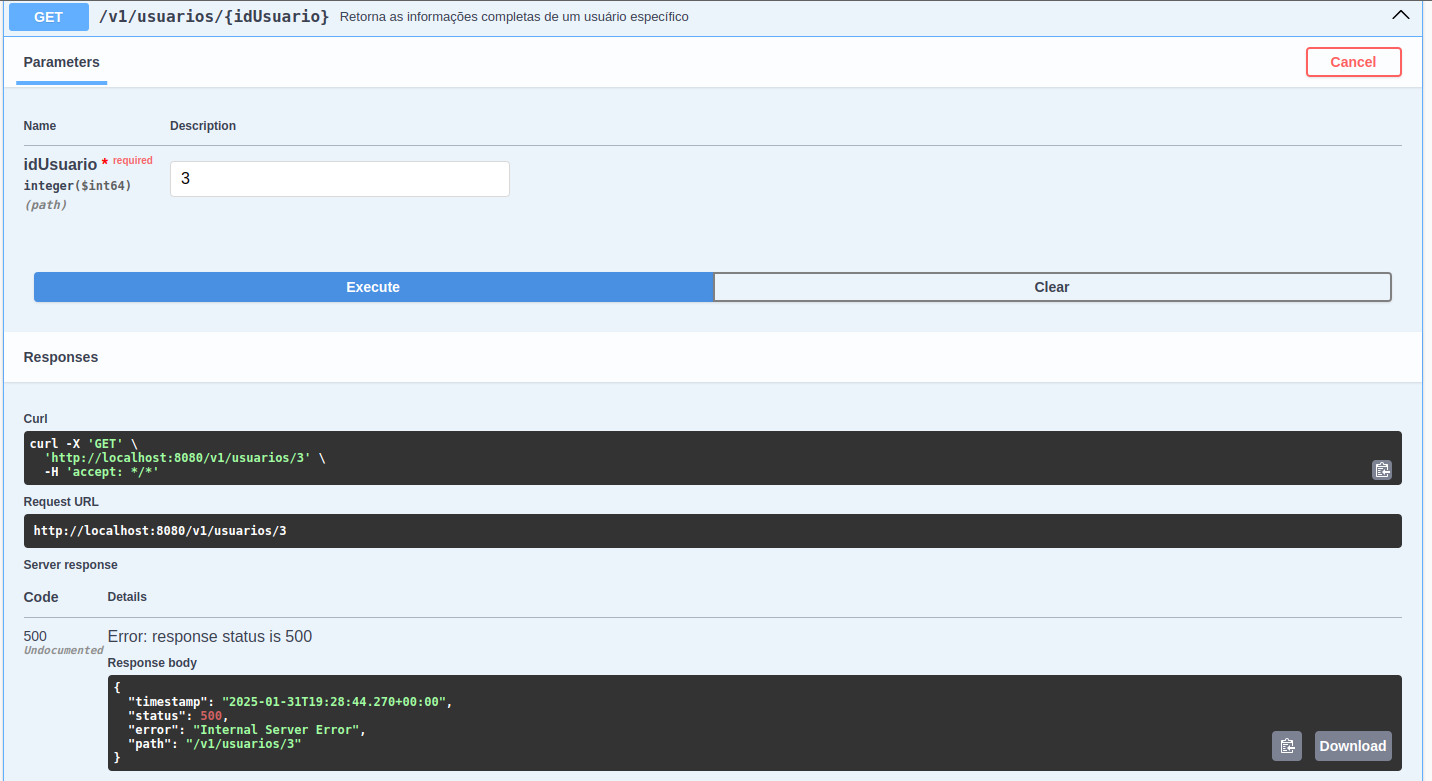 GET /v1/usuarios/{idUsuario} Retorna as informações completas de um usuário específico
Parameters
Cancel
Name Description
idUsuario * required
integer($int64)
(path)
3
Execute Clear
Responses
Curl
curl -X 'GET' \
  'http://localhost:8080/v1/usuarios/3' \
  -H 'accept: */*'
Request URL
http://localhost:8080/v1/usuarios/3
Server response
Code Details
500
Undocumented
Error: response status is 500
Response body
{
  "timestamp": "2025-01-31T19:28:44.270+00:00",
  "status": 500,
  "error": "Internal Server Error",
  "path": "/v1/usuarios/3"
}
Download